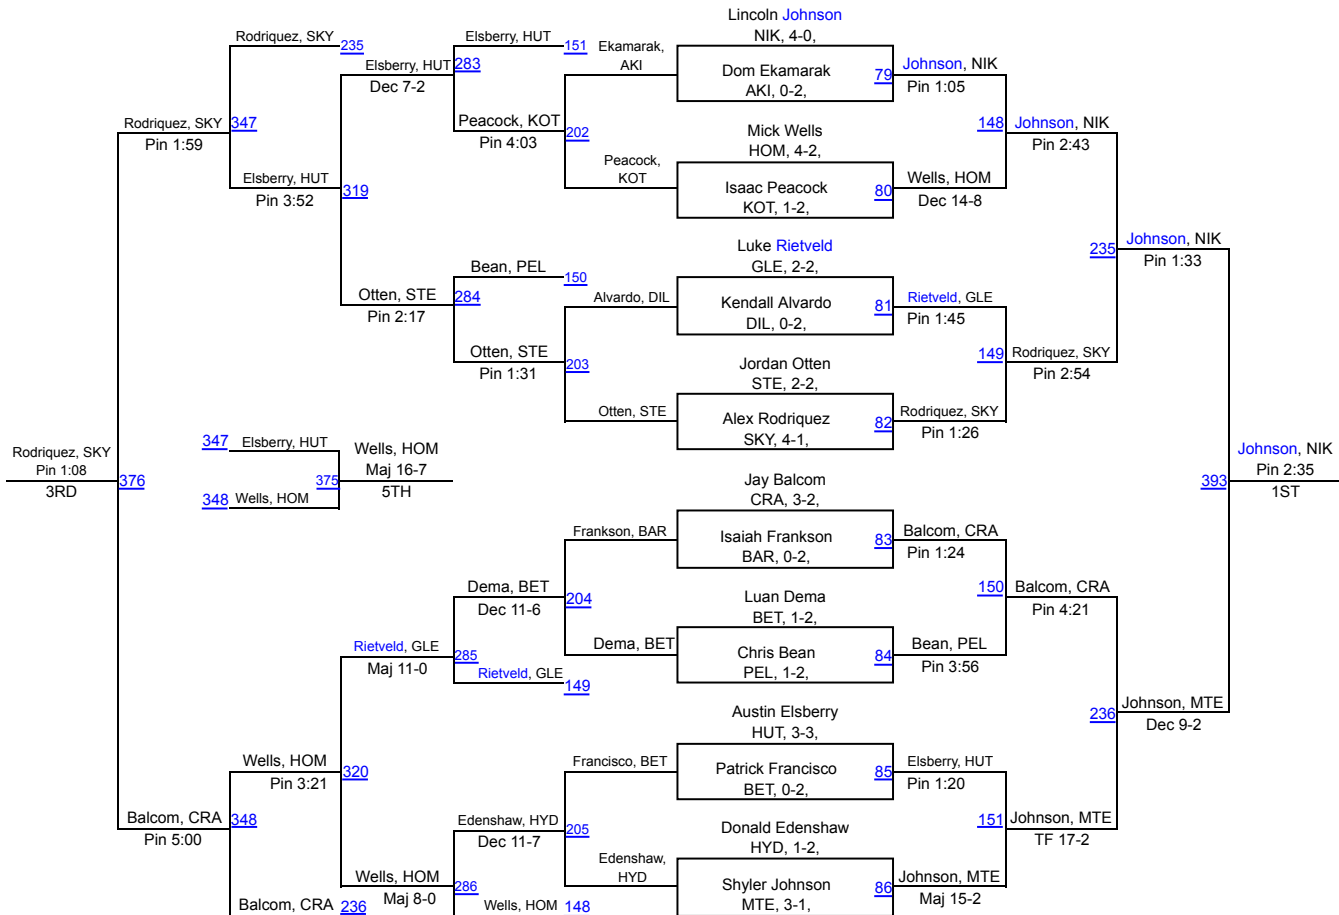 Lincoln Johnson
NIK, 4-0,
Rodriquez, SKY
235
Elsberry, HUT
151
Ekamarak,
AKI
Elsberry, HUT
283
Dec 7-2
Dom Ekamarak
AKI, 0-2,
79
Johnson, NIK
Pin 1:05
Rodriquez, SKY
347
Pin 1:59
Peacock, KOT
202
Pin 4:03
Mick Wells
HOM, 4-2,
148
Johnson, NIK
Pin 2:43
Elsberry, HUT
319
Pin 3:52
Peacock,
KOT
Isaac Peacock
KOT, 1-2,
80
Wells, HOM
Dec 14-8
Luke Rietveld
GLE, 2-2,
235
Johnson, NIK
Pin 1:33
Bean, PEL
150
Otten, STE
284
Pin 2:17
Alvardo, DIL
Kendall Alvardo
DIL, 0-2,
81
Rietveld, GLE
Pin 1:45
Otten, STE
203
Pin 1:31
Jordan Otten
STE, 2-2,
149
Rodriquez, SKY
Pin 2:54
Otten, STE
Alex Rodriquez
SKY, 4-1,
82
Rodriquez, SKY
Pin 1:26
Rodriquez, SKY
Pin 1:08
3RD
376
347
Elsberry, HUT
375
348
Wells, HOM
Wells, HOM
Maj 16-7
5TH
Johnson, NIK
Pin 2:35
1ST
393
Jay Balcom
CRA, 3-2,
Frankson, BAR
Isaiah Frankson
BAR, 0-2,
83
Balcom, CRA
Pin 1:24
Dema, BET
204
Dec 11-6
Luan Dema
BET, 1-2,
150
Balcom, CRA
Pin 4:21
Rietveld, GLE
285
Maj 11-0
Rietveld, GLE
149
Dema, BET
Chris Bean
PEL, 1-2,
84
Bean, PEL
Pin 3:56
Austin Elsberry
HUT, 3-3,
236
Johnson, MTE
Dec 9-2
Wells, HOM
320
Pin 3:21
Francisco, BET
Patrick Francisco
BET, 0-2,
85
Elsberry, HUT
Pin 1:20
Balcom, CRA
348
Pin 5:00
Edenshaw, HYD
205
Dec 11-7
Donald Edenshaw
HYD, 1-2,
151
Johnson, MTE
TF 17-2
Edenshaw,
HYD
Wells, HOM
286
Maj 8-0
Shyler Johnson
MTE, 3-1,
86
Johnson, MTE
Maj 15-2
Balcom, CRA
236
Wells, HOM
148